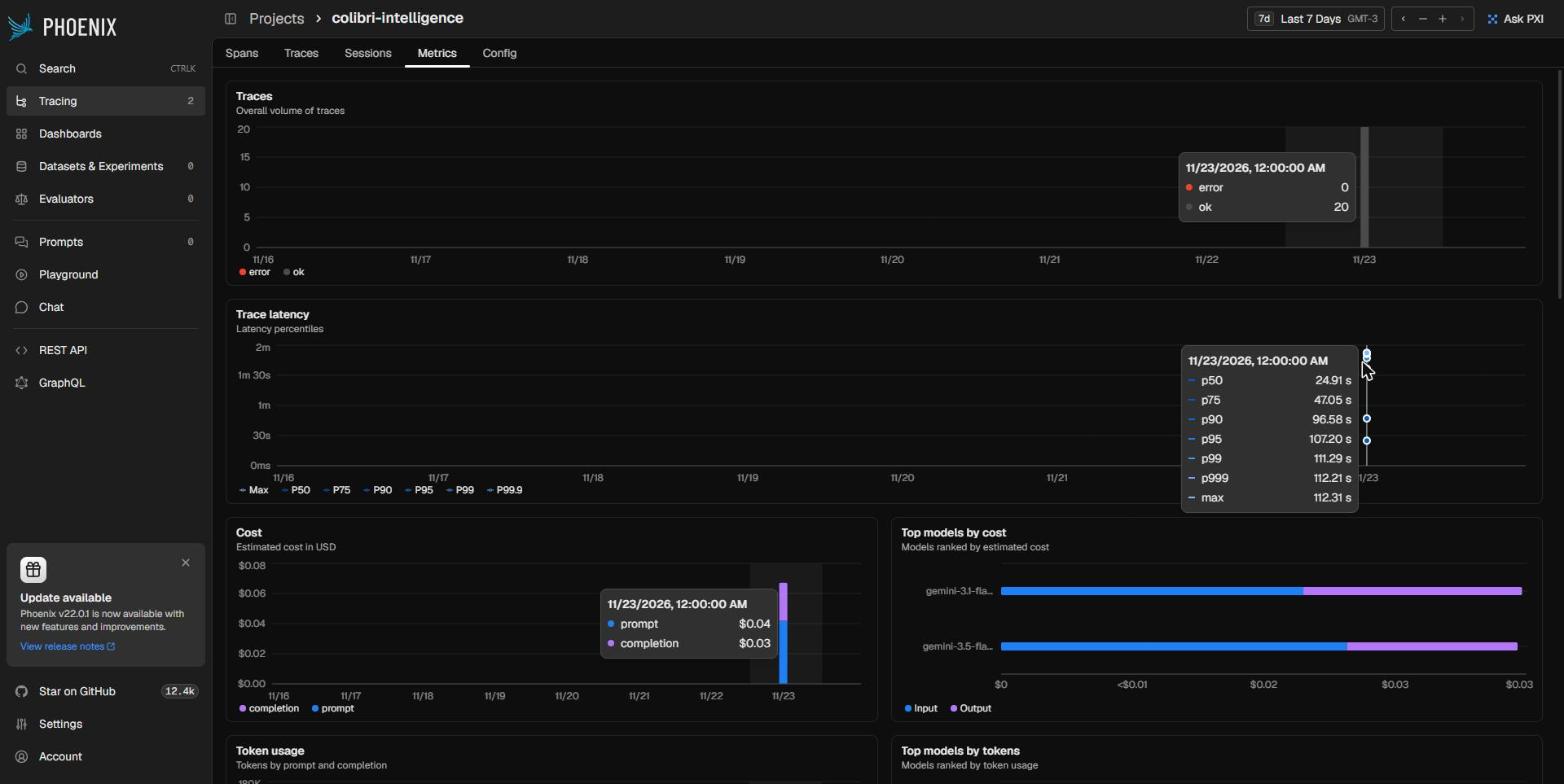 PHOENIX
Search CTRLK
Tracing 2
Dashboards
Datasets & Experiments 0
Evaluators 0
Prompts 0
Playground
Chat
REST API
GraphQL
Update available
Phoenix v22.0.1 is now available with
new features and improvements.
View release notes
Star on GitHub 12.4k
Settings
Account
Projects › colibri-intelligence
7d Last 7 Days GMT-3
Ask PXI
Spans Traces Sessions Metrics Config
Traces
Overall volume of traces
20
15
10
5
0
11/16 11/17 11/18 11/19 11/20 11/21 11/22 11/23
error ok
11/23/2026, 12:00:00 AM
error 0
ok 20
Trace latency
Latency percentiles
2m
1m 30s
1m
30s
0ms
11/16 11/17 11/18 11/19 11/20 11/21 /23
Max P50 P75 P90 P95 P99 P99.9
11/23/2026, 12:00:00 AM
p50 24.91 s
p75 47.05 s
p90 96.58 s
p95 107.20 s
p99 111.29 s
p999 112.21 s
max 112.31 s
Cost
Estimated cost in USD
$0.08
$0.06
$0.04
$0.02
$0.00
11/16 11/17 11/18 11/19 11/20 11/21 11/22 11/23
completion prompt
11/23/2026, 12:00:00 AM
prompt $0.04
completion $0.03
Top models by cost
Models ranked by estimated cost
gemini-3.1-fla...
gemini-3.5-fla...
$0 <$0.01 $0.02 $0.03 $0.03
Input Output
Token usage
Tokens by prompt and completion
180K
Top models by tokens
Models ranked by token usage